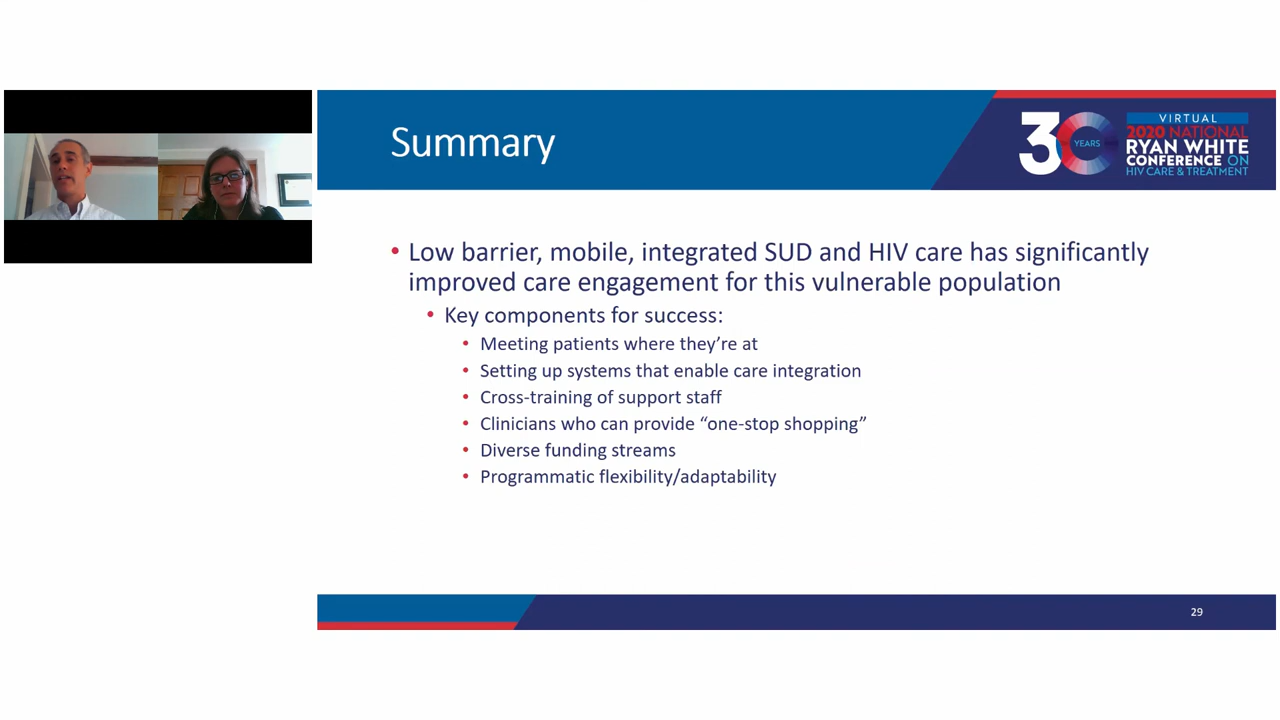 Summary
30
YEARS
VIRTUAL
2020 NATIONAL
RYAN WHITE
CONFERENCE ON
HIV CARE & TREATMENT
• Low barrier, mobile, integrated SUD and HIV care has significantly
improved care engagement for this vulnerable population
• Key components for success:
• Meeting patients where they’re at
• Setting up systems that enable care integration
• Cross-training of support staff
• Clinicians who can provide “one-stop shopping”
• Diverse funding streams
• Programmatic flexibility/adaptability
29